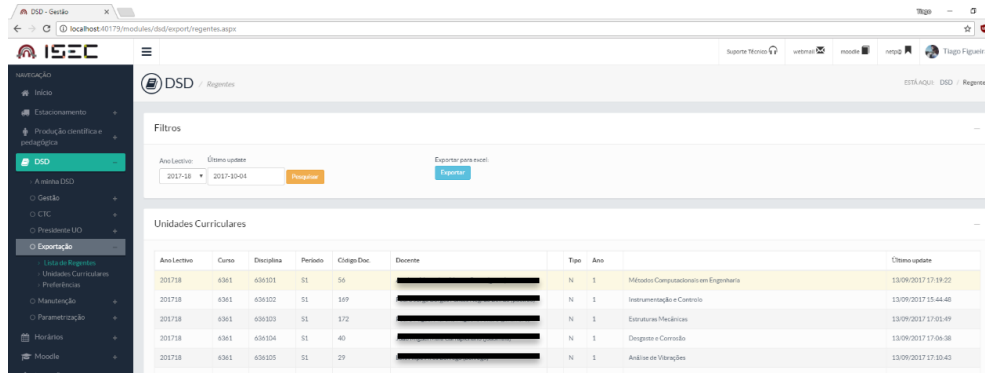 DSD - Gestão
Tiago
localhost:40179/modules/dsd/export/regentes.aspx
ISEC
Suporte Técnico
webmail
moodle
Tiago Figueir
NAVEGAÇÃO
Início
Estacionamento +
Produção científica e pedagógica +
DSD −
A minha DSD
Gestão +
CTC +
Presidente UO +
Exportação −
Lista de Regentes
Unidades Curriculares
Preferências
Manutenção +
Parametrização +
Horários +
Moodle +
DSD / Regentes
ESTÁ AQUI: DSD / Regente
Filtros
Ano Lectivo: Último update Exportar para excel:
2017-18 2017-10-04 Pesquisar Exportar
Unidades Curriculares
Ano Lectivo Curso Disciplina Período Código Doc. Docente Tipo Ano Último update
201718 6361 636101 S1 56 N 1 Métodos Computacionais em Engenharia 13/09/2017 17:19:22
201718 6361 636102 S1 169 N 1 Instrumentação e Controlo 13/09/2017 15:44:48
201718 6361 636103 S1 172 N 1 Estruturas Mecânicas 13/09/2017 17:01:49
201718 6361 636104 S1 40 N 1 Desgaste e Corrosão 13/09/2017 17:06:38
201718 6361 636105 S1 29 N 1 Análise de Vibrações 13/09/2017 17:10:43